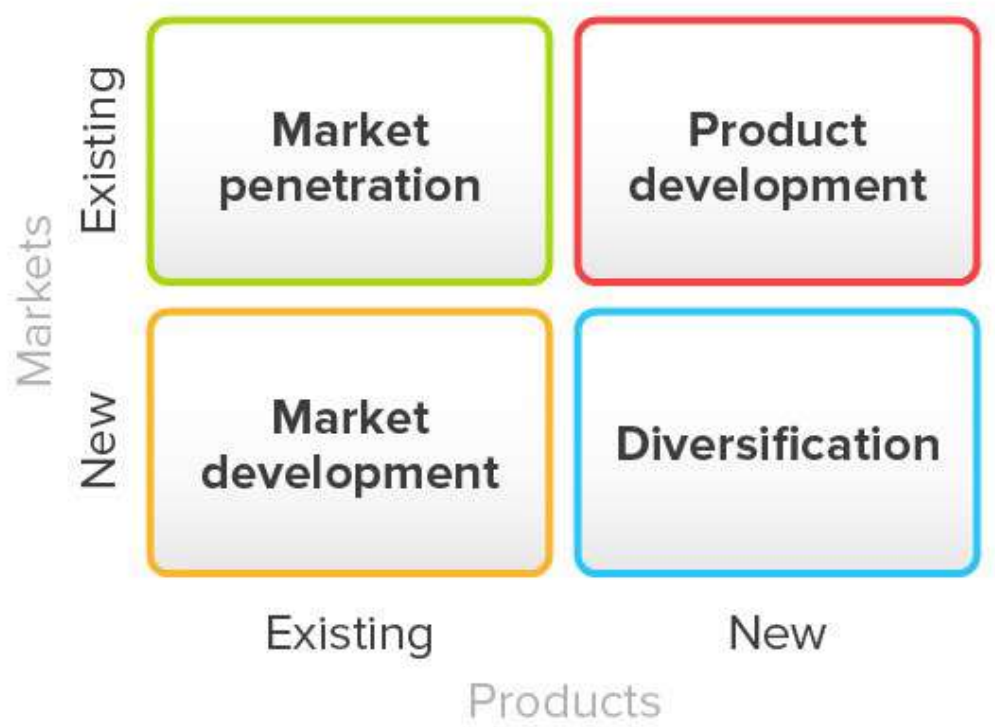 Markets
Existing
Market
penetration
Product
development
New
Market
development
Diversification
Existing
New
Products